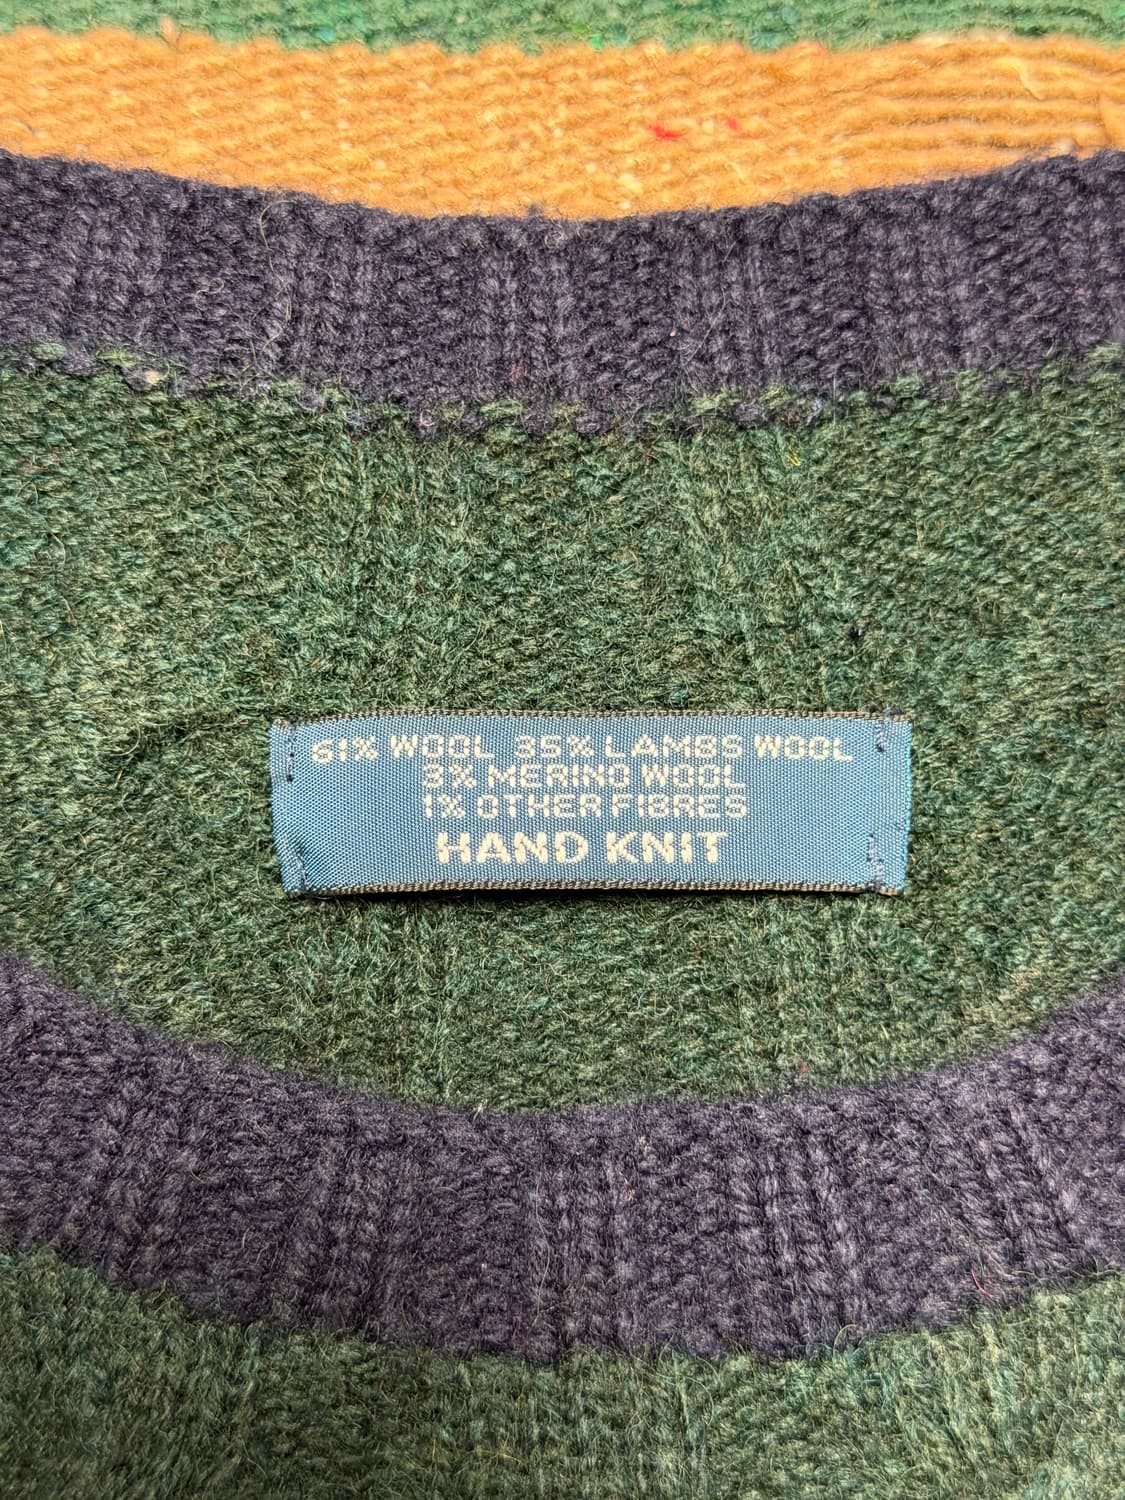 61% WOOL 35% LAMBS WOOL
3% MERINO WOOL
1% OTHER FIBRES
HAND KNIT